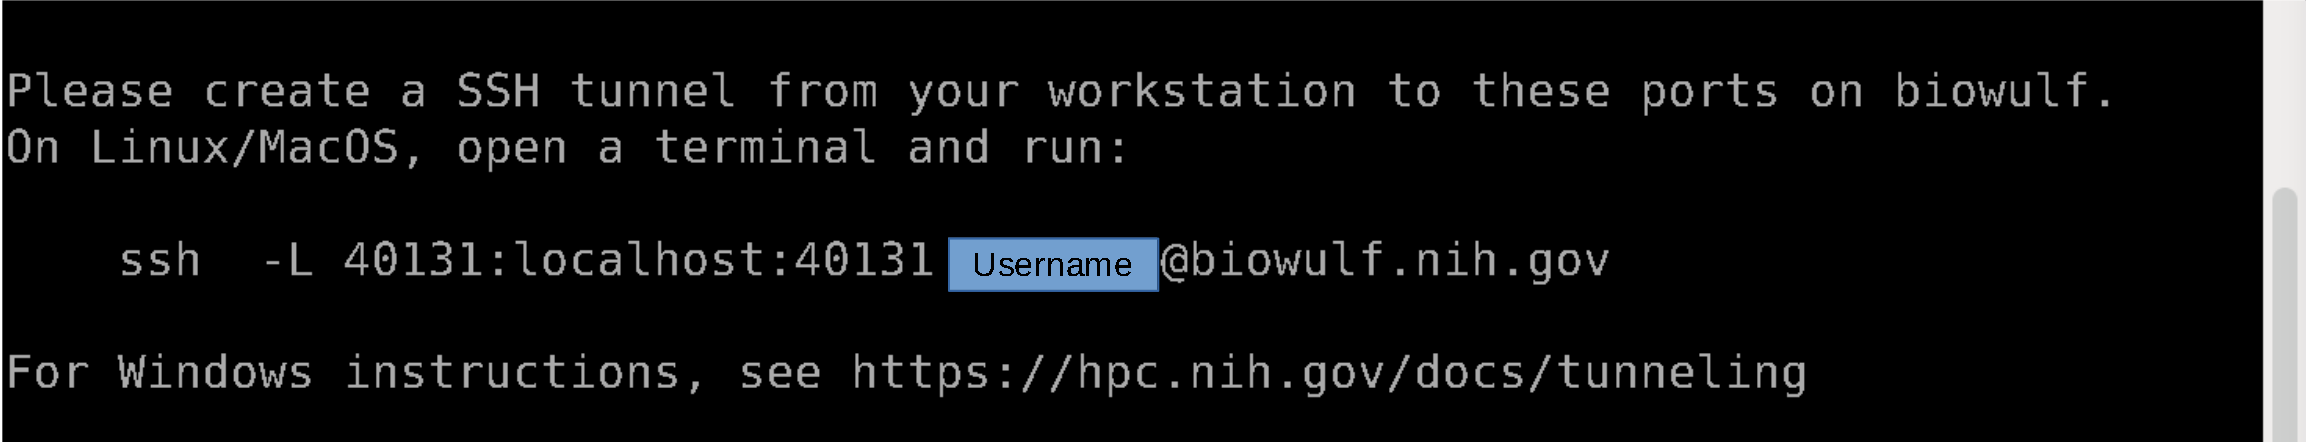 Please create a SSH tunnel from your workstation to these ports on biowulf.
On Linux/MacOS, open a terminal and run:
ssh  -L 40131:localhost:40131 Username@biowulf.nih.gov
For Windows instructions, see https://hpc.nih.gov/docs/tunneling